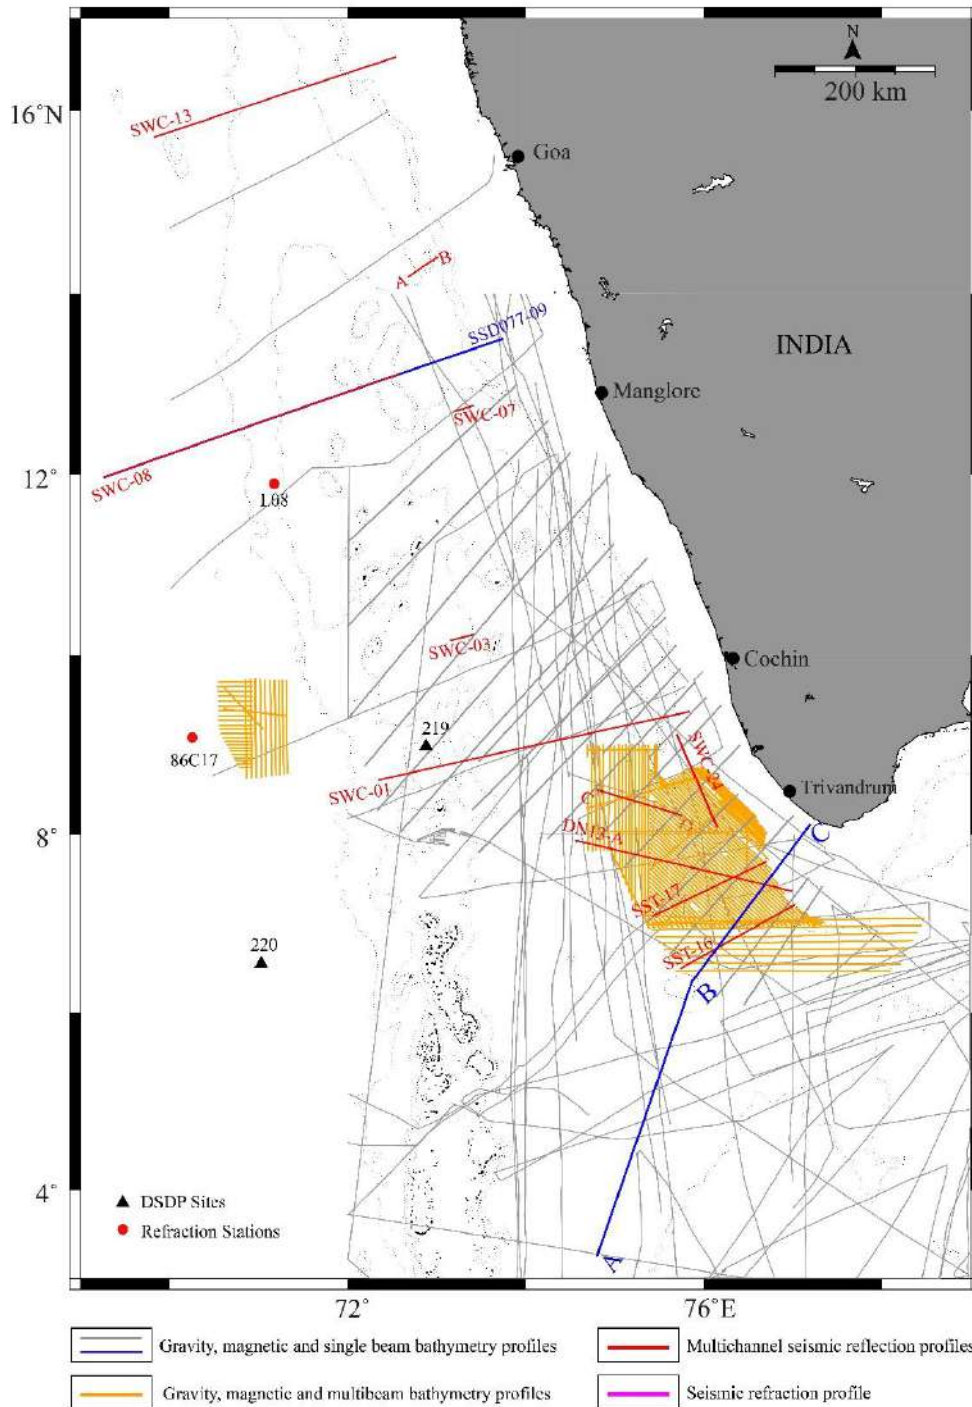 N
200 km
16°N
SWC-13
Goa
A
B
INDIA
SSD077-09
Manglore
SWC-07
SWC-08
12°
L08
SWC-03
Cochin
219
86C17
SWC-01
SWC-24
Trivandrum
C
D
8°
DN13-A
C
SST-17
220
SST-16
B
4°
DSDP Sites
Refraction Stations
A
72°
76°E
Gravity, magnetic and single beam bathymetry profiles
Multichannel seismic reflection profiles
Gravity, magnetic and multibeam bathymetry profiles
Seismic refraction profile